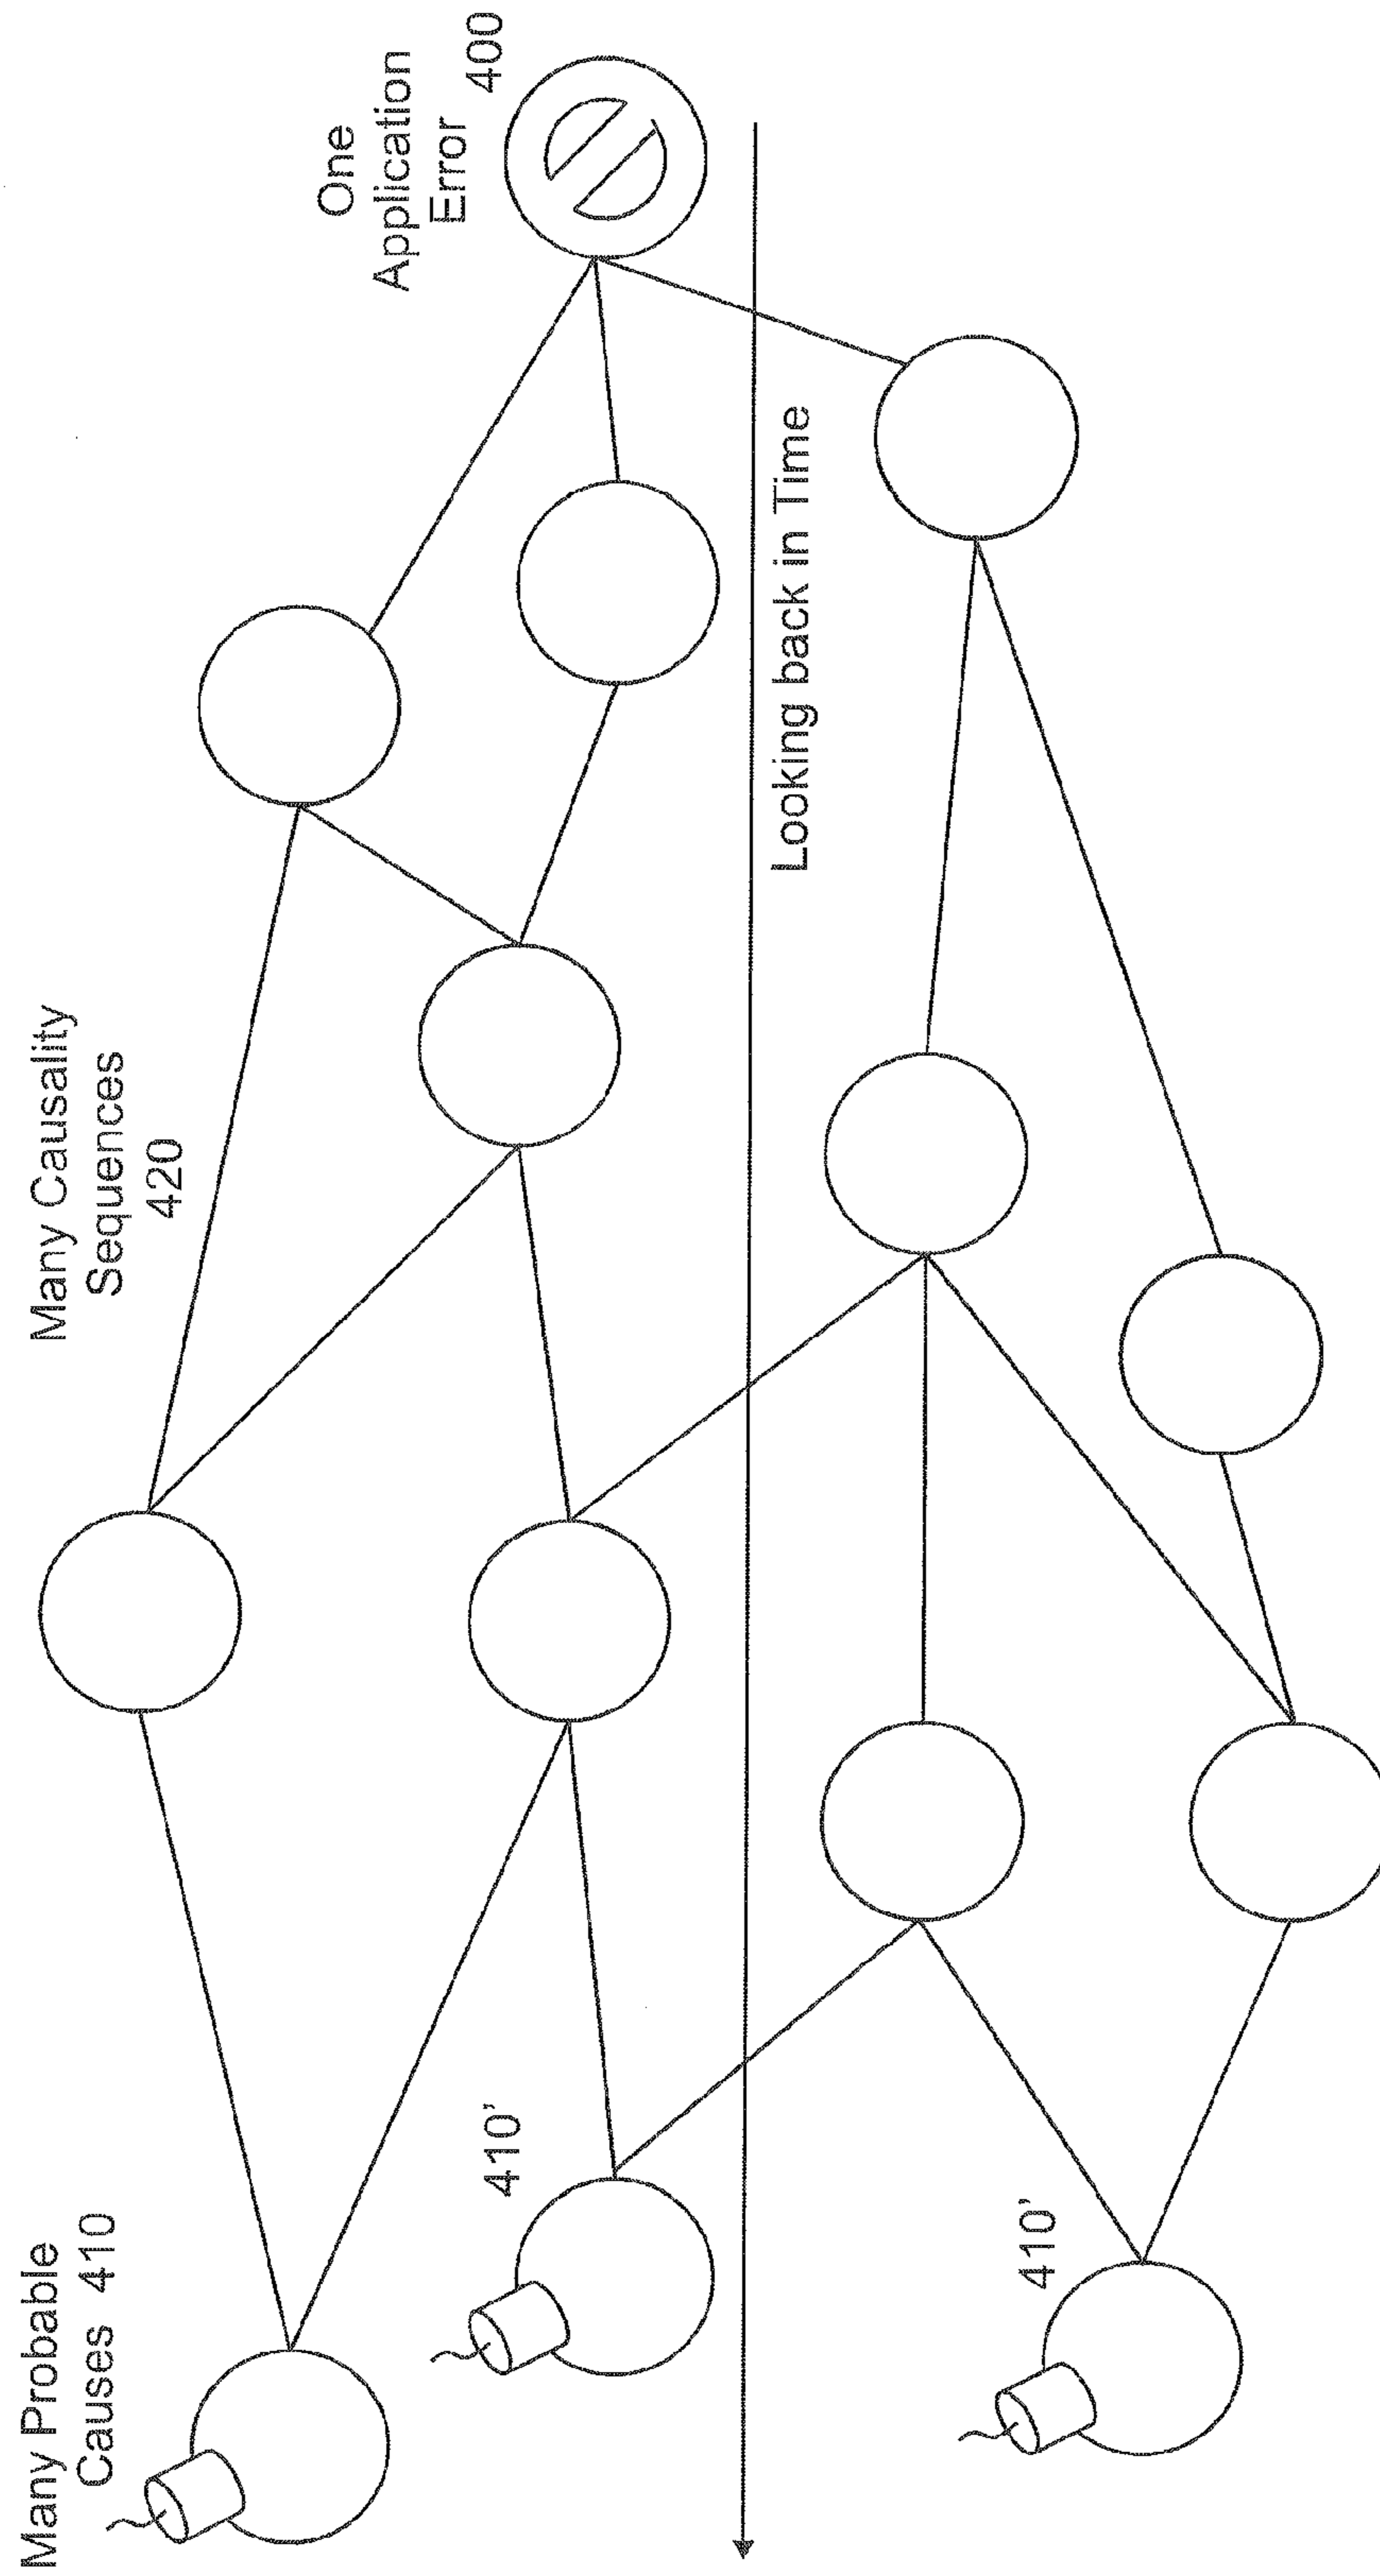 Many Probable
Causes 410
410'
410'
Many Causality
Sequences
420
Looking back in Time
One
Application
Error
400